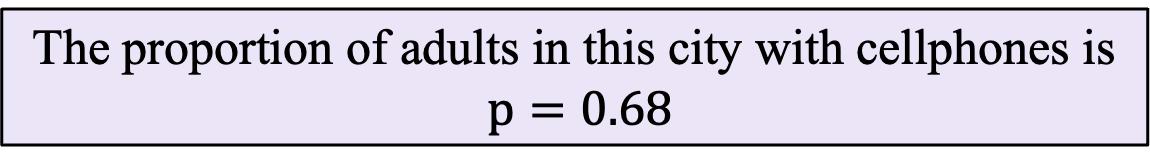 The proportion of adults in this city with cellphones is
p = 0.68